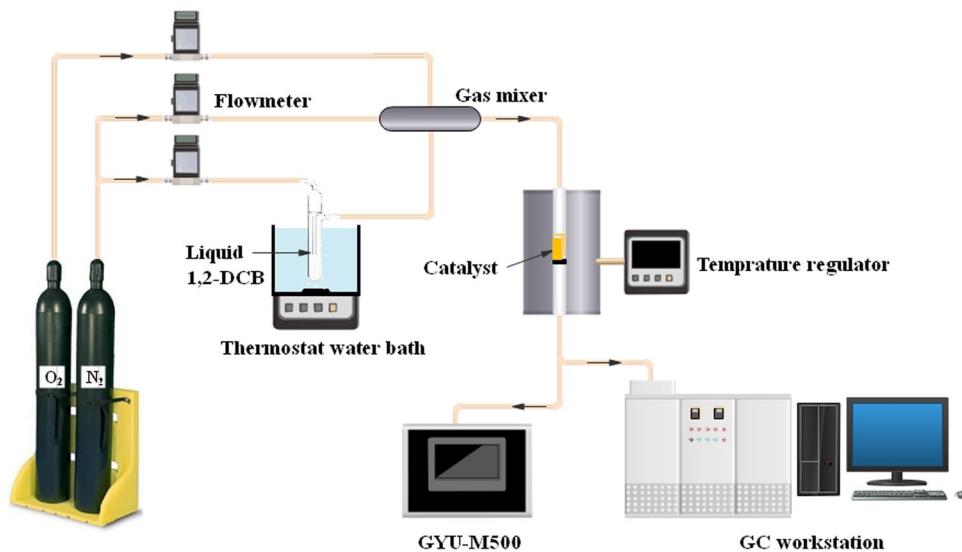 Flowmeter
Gas mixer
Liquid
1,2-DCB
Catalyst
Temprature regulator
Thermostat water bath
O₂
N₂
GYU-M500
GC workstation